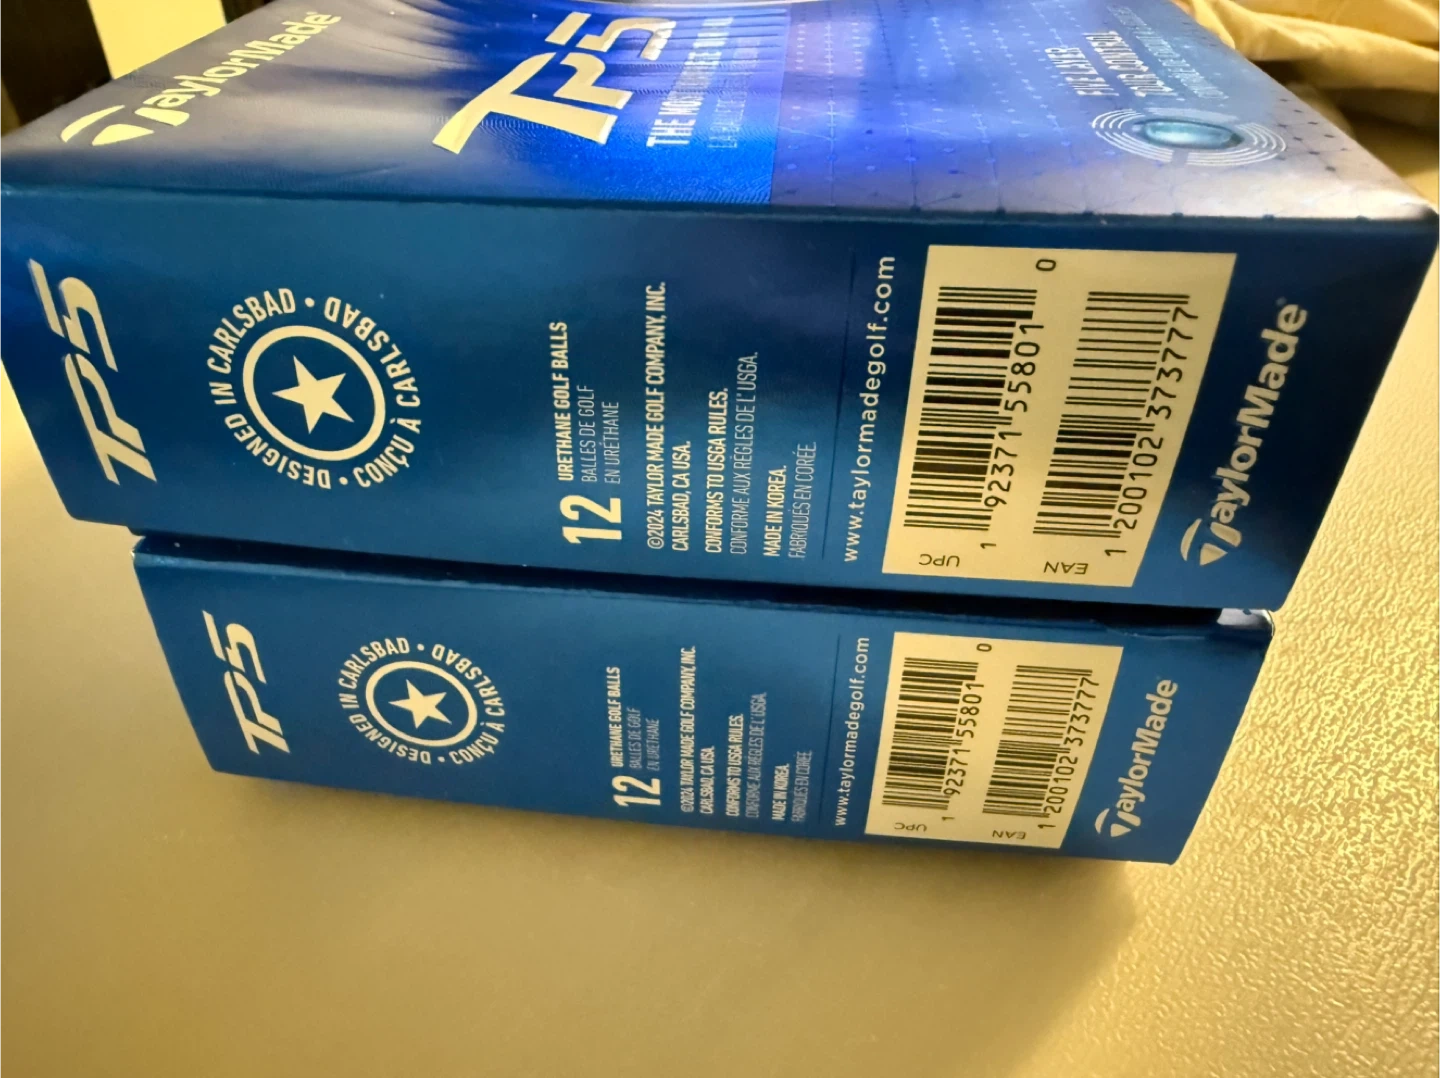 TaylorMade
TP5
THE MOST
FIVE LAYER
TOUR CONTROL
TP5
DESIGNED IN CARLSBAD •
CONÇU À CARLSBAD •
12 URETHANE GOLF BALLS
BALLES DE GOLF
EN URÉTHANE
©2024 TAYLOR MADE GOLF COMPANY, INC.
CARLSBAD, CA USA.
CONFORMS TO USGA RULES.
CONFORME AUX RÈGLES DE L'USGA.
MADE IN KOREA.
FABRIQUÉS EN CORÉE.
www.taylormadegolf.com
UPC
1 92371 55801 0
EAN
1 200102 373777
TaylorMade
TP5
DESIGNED IN CARLSBAD •
CONÇU À CARLSBAD •
12 URETHANE GOLF BALLS
BALLES DE GOLF
EN URÉTHANE
©2024 TAYLOR MADE GOLF COMPANY, INC.
CARLSBAD, CA USA.
CONFORMS TO USGA RULES.
CONFORME AUX RÈGLES DE L'USGA.
MADE IN KOREA.
FABRIQUÉS EN CORÉE.
www.taylormadegolf.com
UPC
1 92371 55801 0
EAN
1 200102 373777
TaylorMade